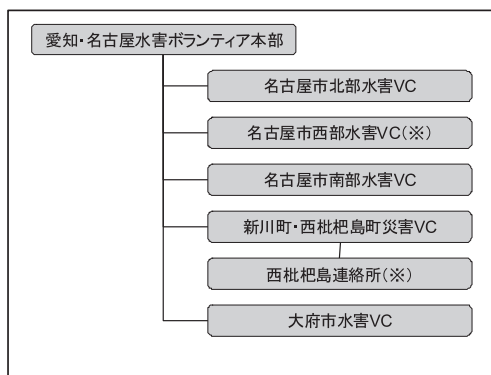 愛知・名古屋水害ボランティア本部
名古屋市北部水害VC
名古屋市西部水害VC(※)
名古屋市南部水害VC
新川町・西枇杷島町災害VC
西枇杷島連絡所(※)
大府市水害VC